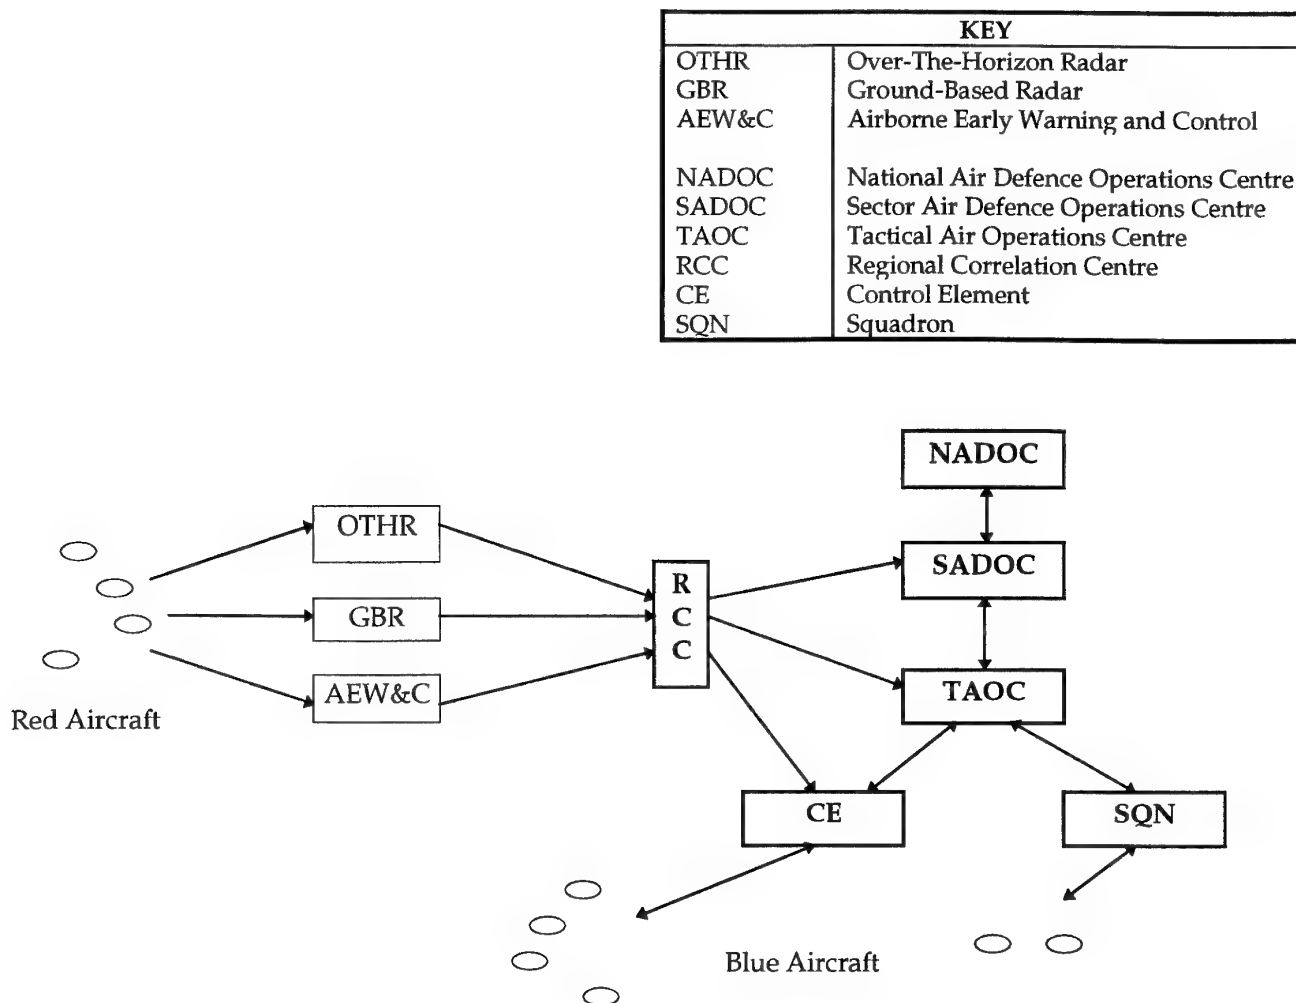 KEY
OTHR Over-The-Horizon Radar
GBR Ground-Based Radar
AEW&C Airborne Early Warning and Control
NADOC National Air Defence Operations Centre
SADOC Sector Air Defence Operations Centre
TAOC Tactical Air Operations Centre
RCC Regional Correlation Centre
CE Control Element
SQN Squadron
NADOC
OTHR
SADOC
R
C
C
GBR
AEW&C
TAOC
Red Aircraft
CE
SQN
Blue Aircraft